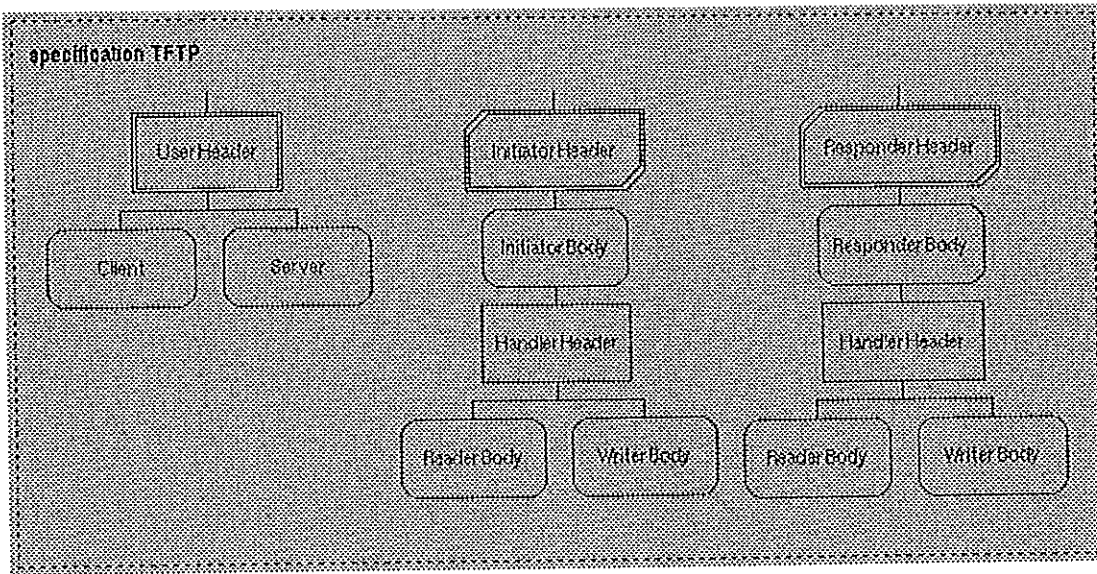 specification TFTP
UserHeader
InitiatorHeader
ResponderHeader
Client
Server
InitiatorBody
ResponderBody
HandlerHeader
HandlerHeader
ReaderBody
WriterBody
ReaderBody
WriterBody